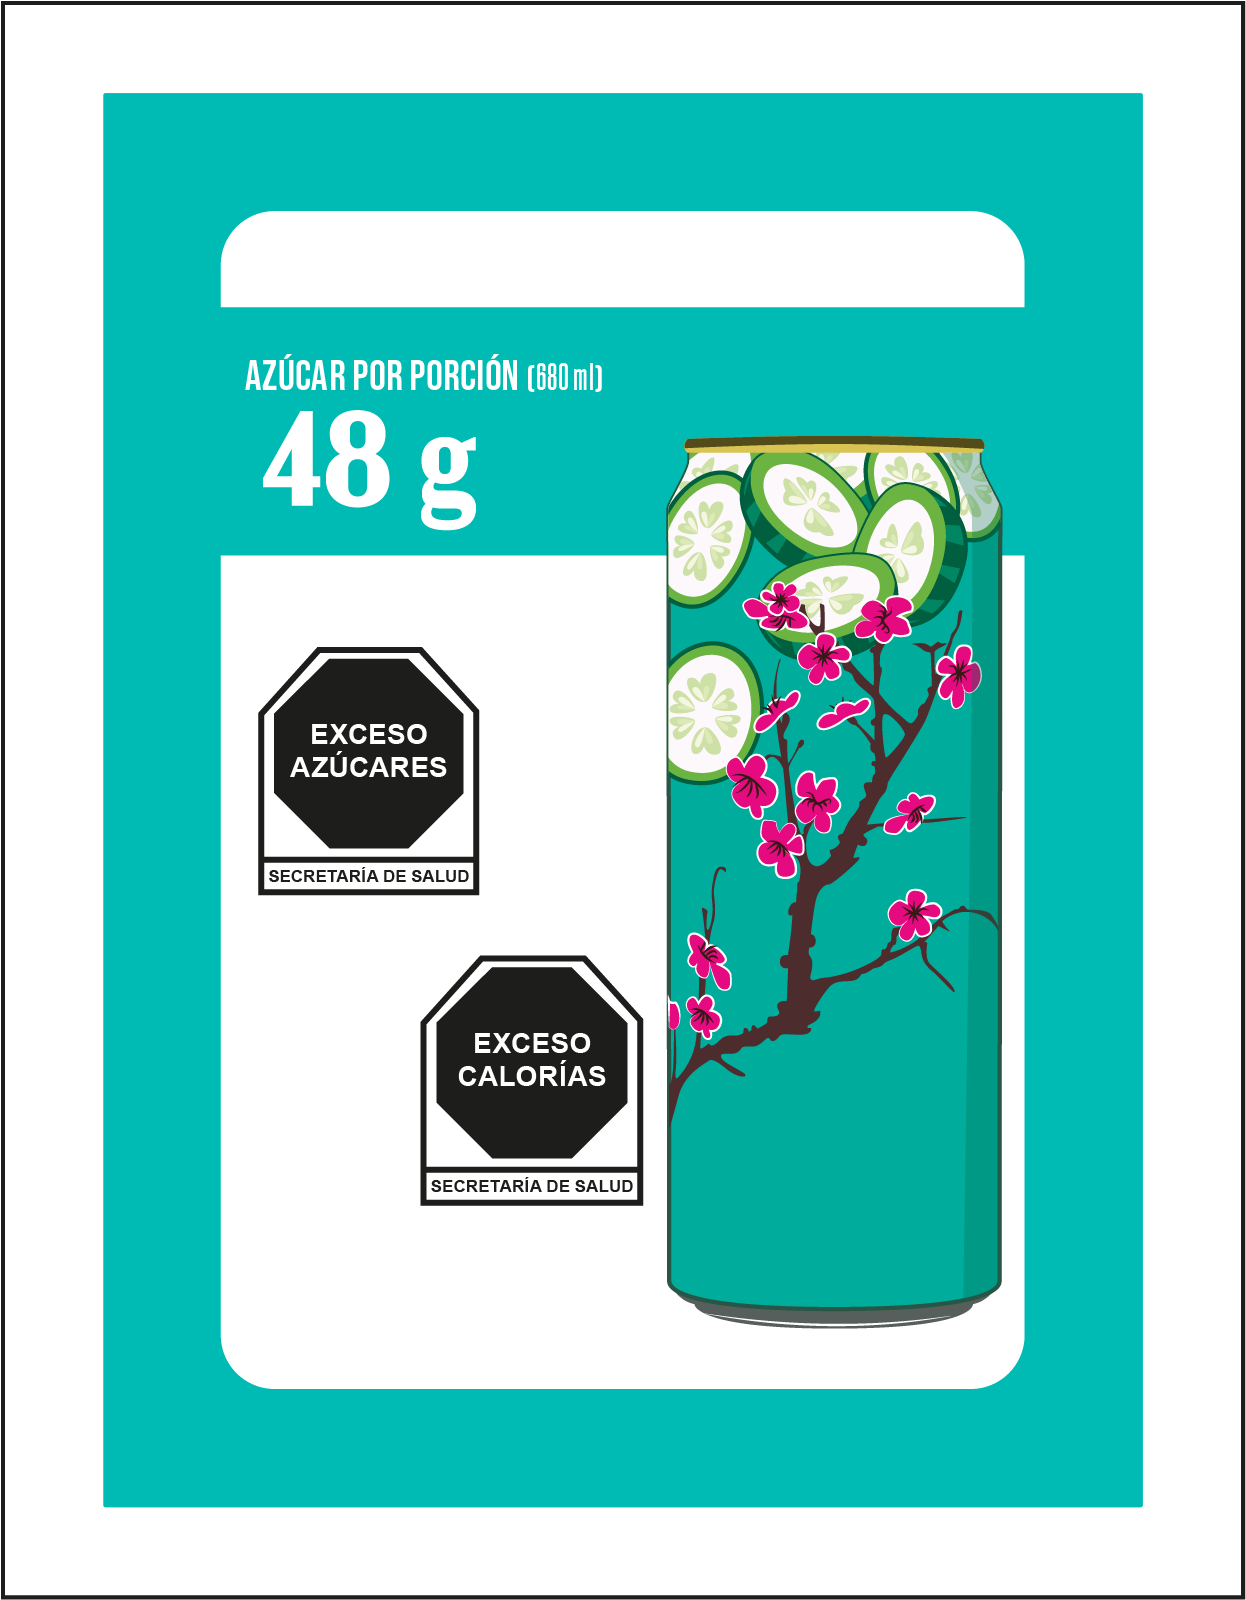 AZÚCAR POR PORCIÓN (680 ml)
48 g
EXCESO
AZÚCARES
SECRETARÍA DE SALUD
EXCESO
CALORÍAS
SECRETARÍA DE SALUD